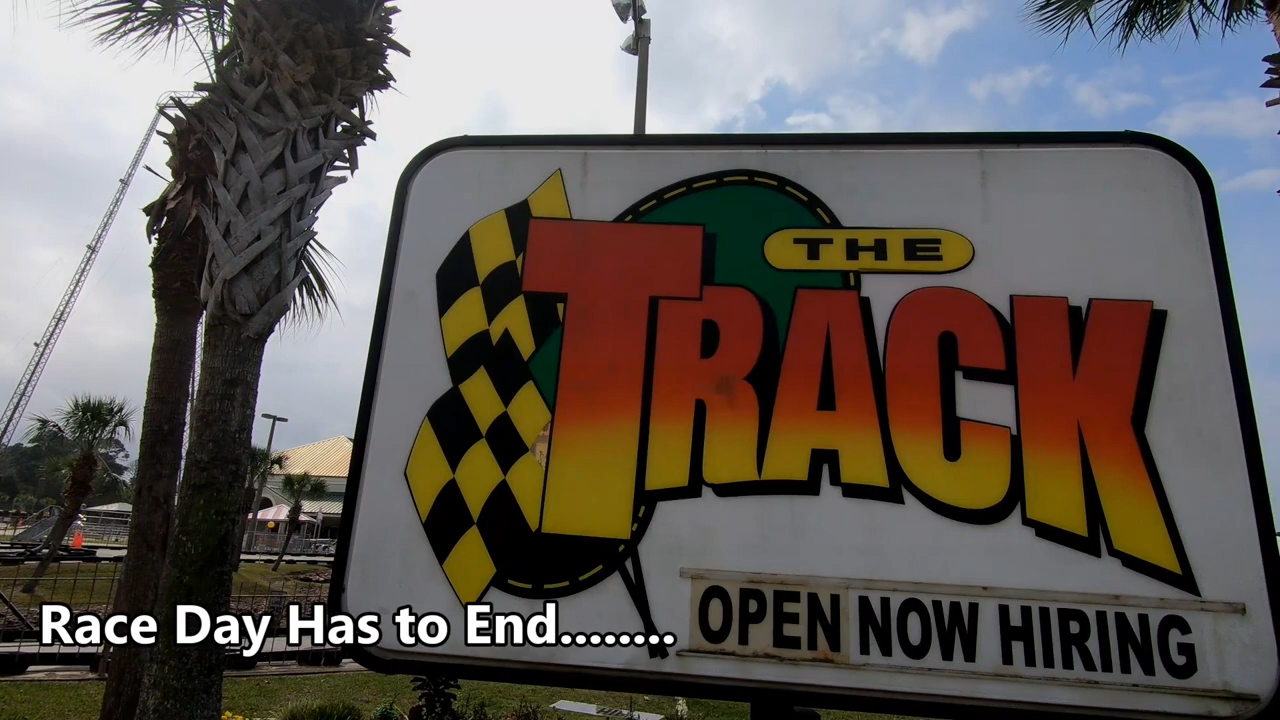 THE
TRACK
OPEN NOW HIRING
Race Day Has to End........